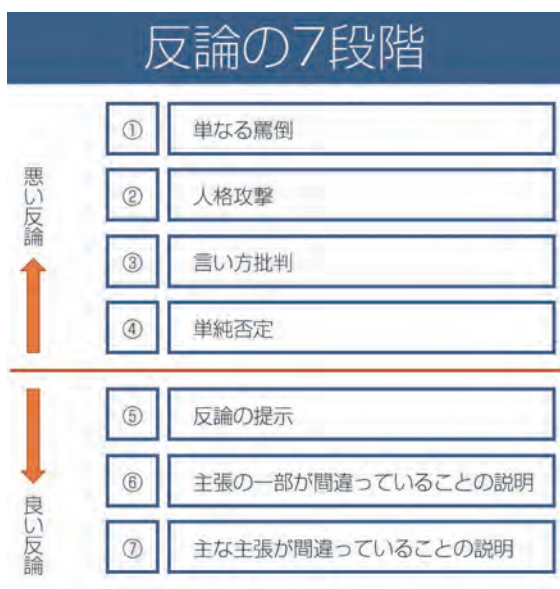 反論の7段階
悪い反論
① 単なる罵倒
② 人格攻撃
③ 言い方批判
④ 単純否定
良い反論
⑤ 反論の提示
⑥ 主張の一部が間違っていることの説明
⑦ 主な主張が間違っていることの説明